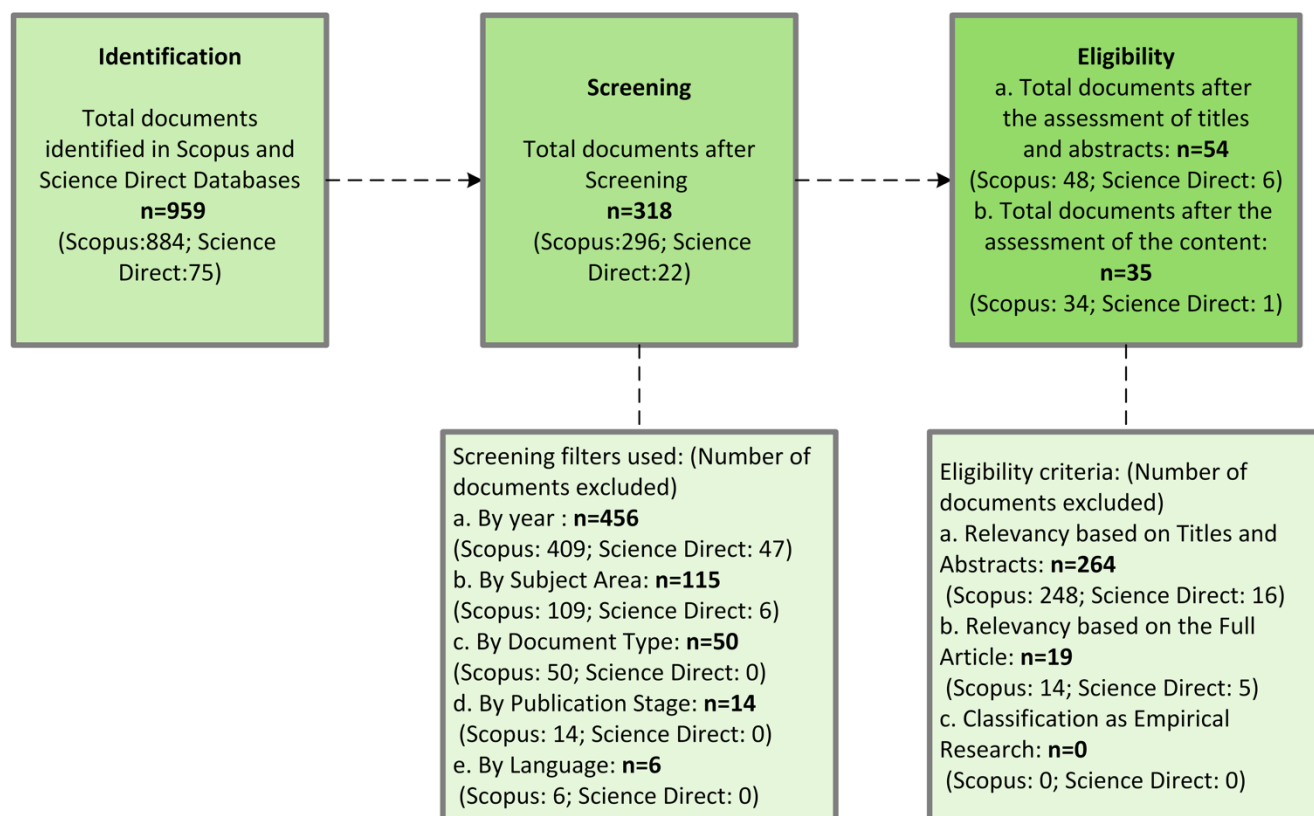 Identification
Total documents
identified in Scopus and
Science Direct Databases
n=959
(Scopus:884; Science
Direct:75)
Screening
Total documents after
Screening
n=318
(Scopus:296; Science
Direct:22)
Eligibility
a. Total documents after
the assessment of titles
and abstracts: n=54
(Scopus: 48; Science Direct: 6)
b. Total documents after the
assessment of the content:
n=35
(Scopus: 34; Science Direct: 1)
Screening filters used: (Number of
documents excluded)
a. By year : n=456
(Scopus: 409; Science Direct: 47)
b. By Subject Area: n=115
(Scopus: 109; Science Direct: 6)
c. By Document Type: n=50
(Scopus: 50; Science Direct: 0)
d. By Publication Stage: n=14
(Scopus: 14; Science Direct: 0)
e. By Language: n=6
(Scopus: 6; Science Direct: 0)
Eligibility criteria: (Number of
documents excluded)
a. Relevancy based on Titles and
Abstracts: n=264
(Scopus: 248; Science Direct: 16)
b. Relevancy based on the Full
Article: n=19
(Scopus: 14; Science Direct: 5)
c. Classification as Empirical
Research: n=0
(Scopus: 0; Science Direct: 0)